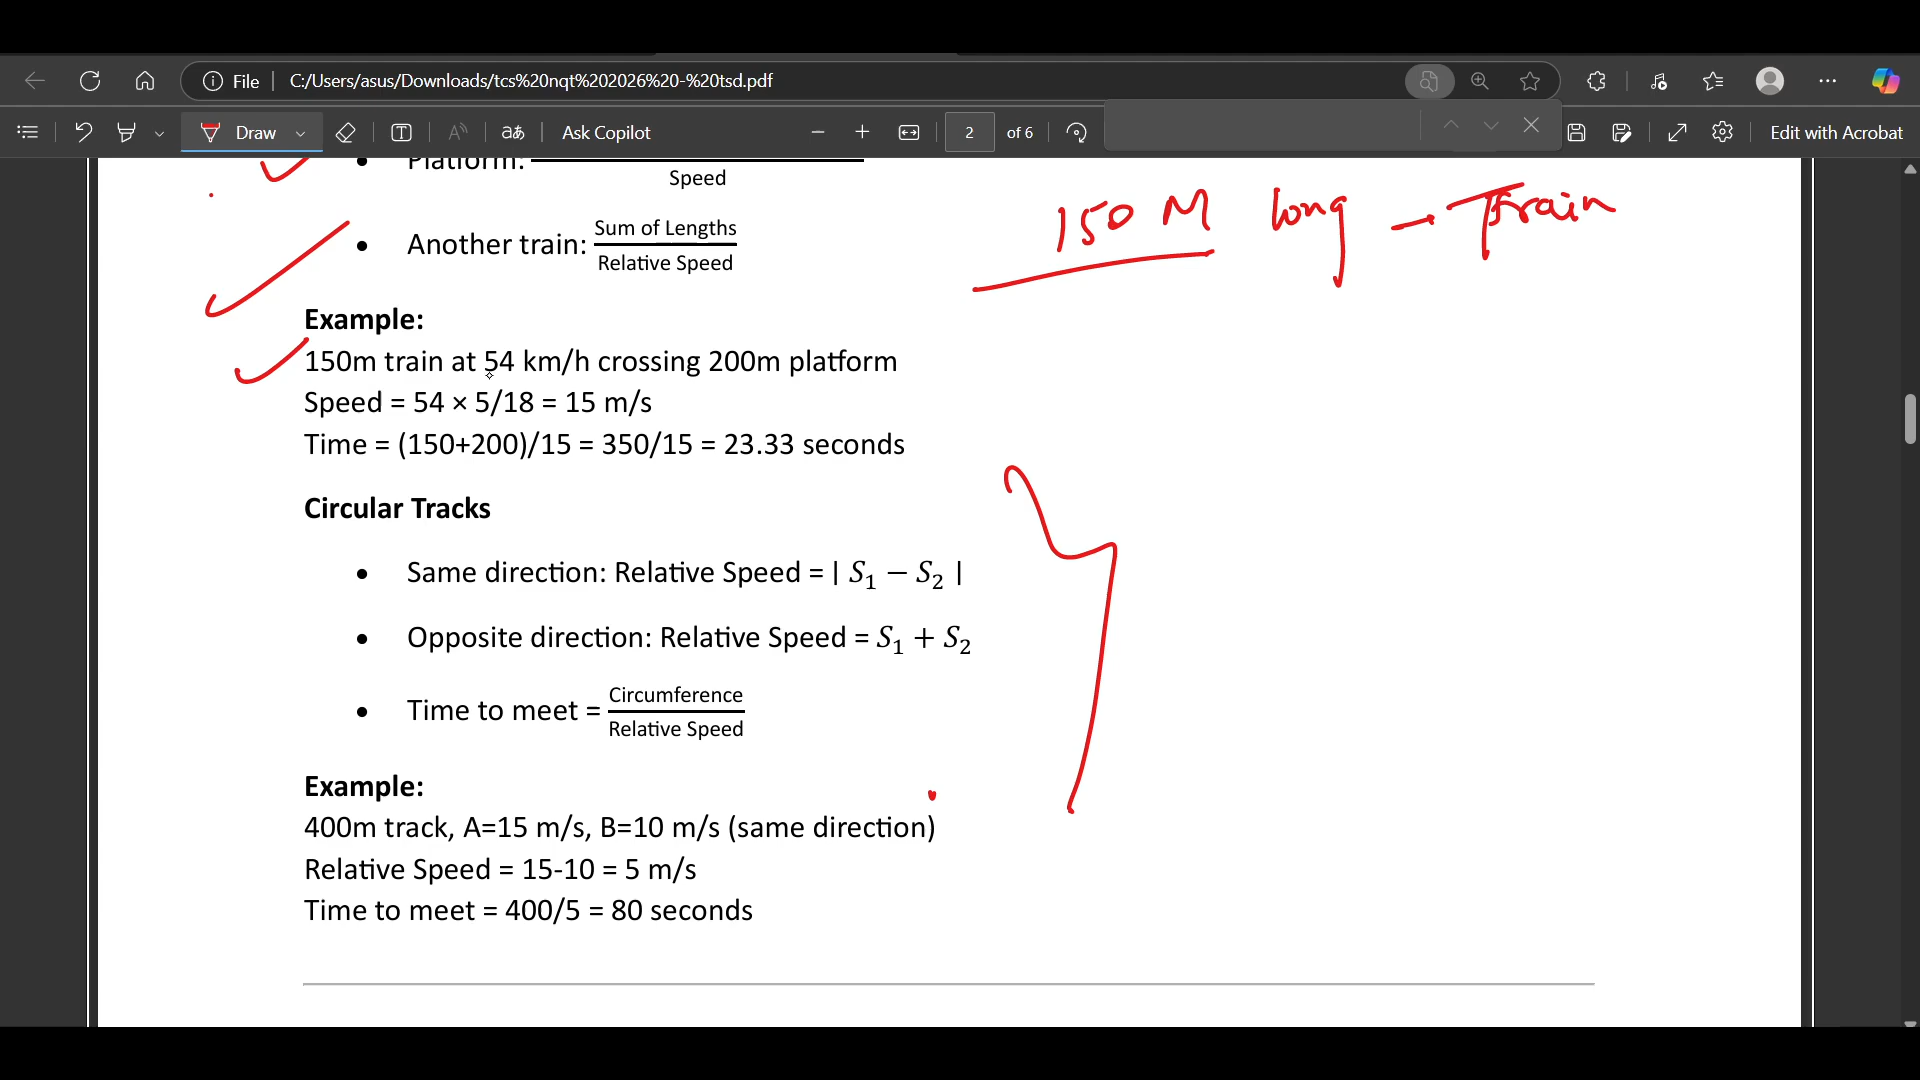 File
C:/Users/asus/Downloads/tcs%20nqt%202026%20-%20tsd.pdf
Draw
aあ
Ask Copilot
2 of 6
Edit with Acrobat
Platform:
Speed
150 M long - Train
Another train: Sum of Lengths
Relative Speed
Example:
150m train at 54 km/h crossing 200m platform
Speed = 54 × 5/18 = 15 m/s
Time = (150+200)/15 = 350/15 = 23.33 seconds
Circular Tracks
Same direction: Relative Speed = | S₁ − S₂ |
Opposite direction: Relative Speed = S₁ + S₂
Time to meet = Circumference
Relative Speed
Example:
400m track, A=15 m/s, B=10 m/s (same direction)
Relative Speed = 15-10 = 5 m/s
Time to meet = 400/5 = 80 seconds